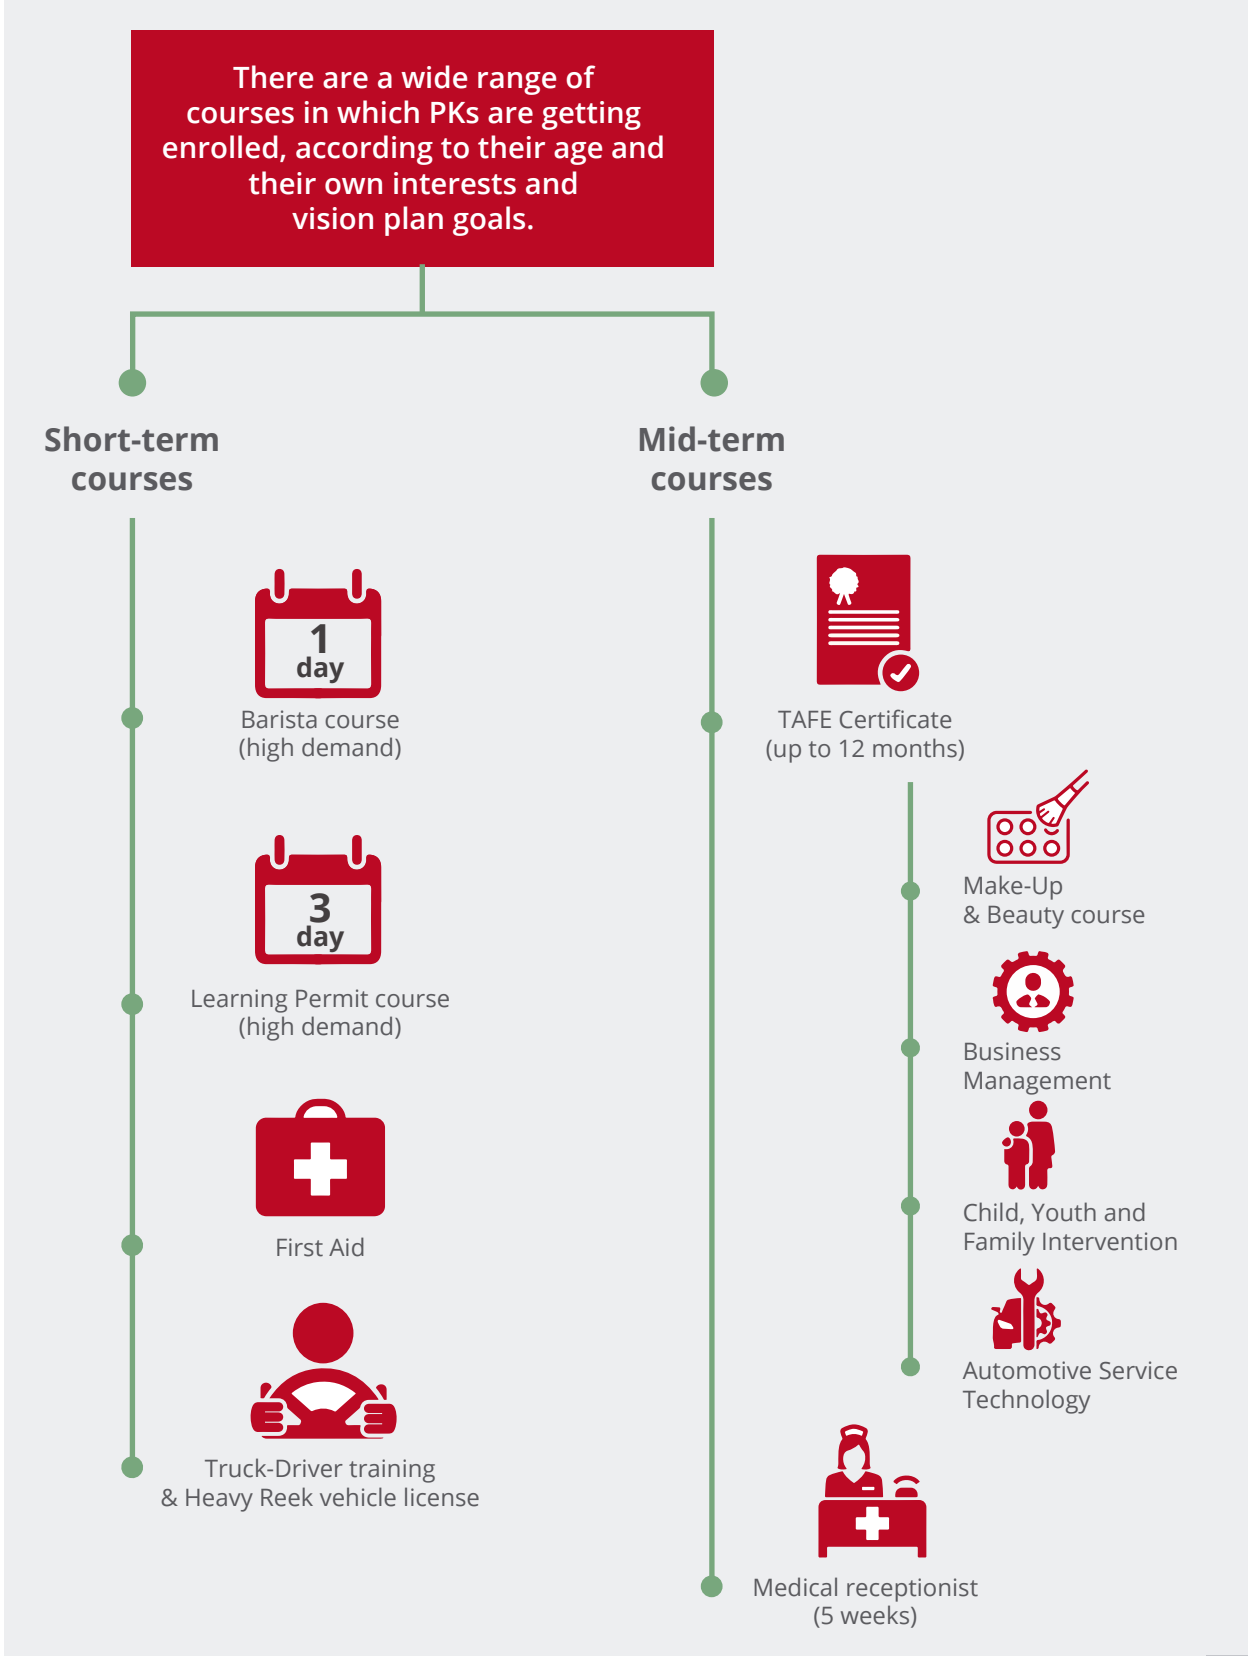 There are a wide range of
courses in which PKs are getting
enrolled, according to their age and
their own interests and
vision plan goals.
Short-term
courses
1
day
Barista course
(high demand)
3
day
Learning Permit course
(high demand)
First Aid
Truck-Driver training
& Heavy Reek vehicle license
Mid-term
courses
TAFE Certificate
(up to 12 months)
Make-Up
& Beauty course
Business
Management
Child, Youth and
Family Intervention
Automotive Service
Technology
Medical receptionist
(5 weeks)